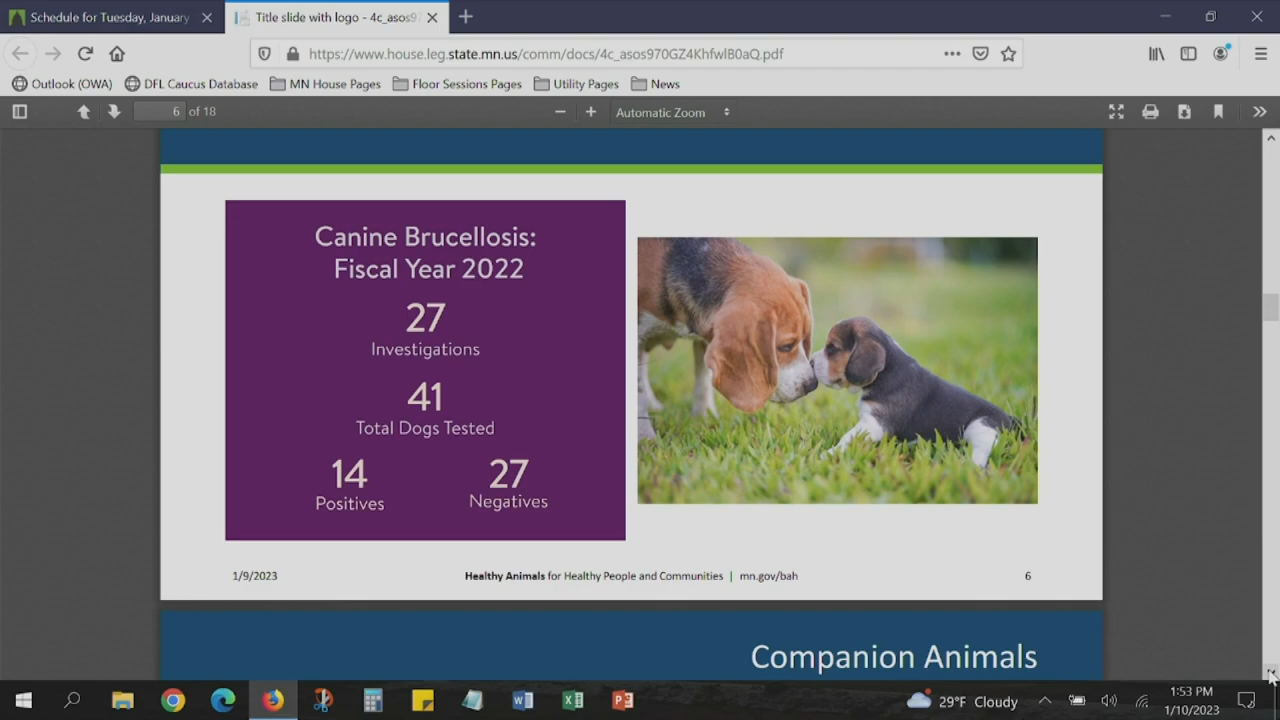 Schedule for Tuesday, January
Title slide with logo - 4c_asos9
https://www.house.leg.state.mn.us/comm/docs/4c_asos970GZ4KhfwlB0aQ.pdf
Outlook (OWA) DFL Caucus Database MN House Pages Floor Sessions Pages Utility Pages News
6 of 18 Automatic Zoom
Canine Brucellosis:
Fiscal Year 2022
27
Investigations
41
Total Dogs Tested
14 27
Positives Negatives
1/9/2023 Healthy Animals for Healthy People and Communities | mn.gov/bah 6
Companion Animals
29°F Cloudy
1:53 PM
1/10/2023